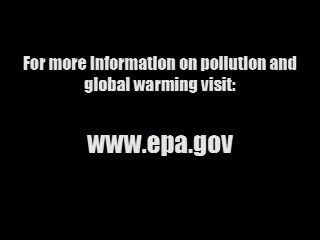 For more information on pollution and
global warming visit:
www.epa.gov